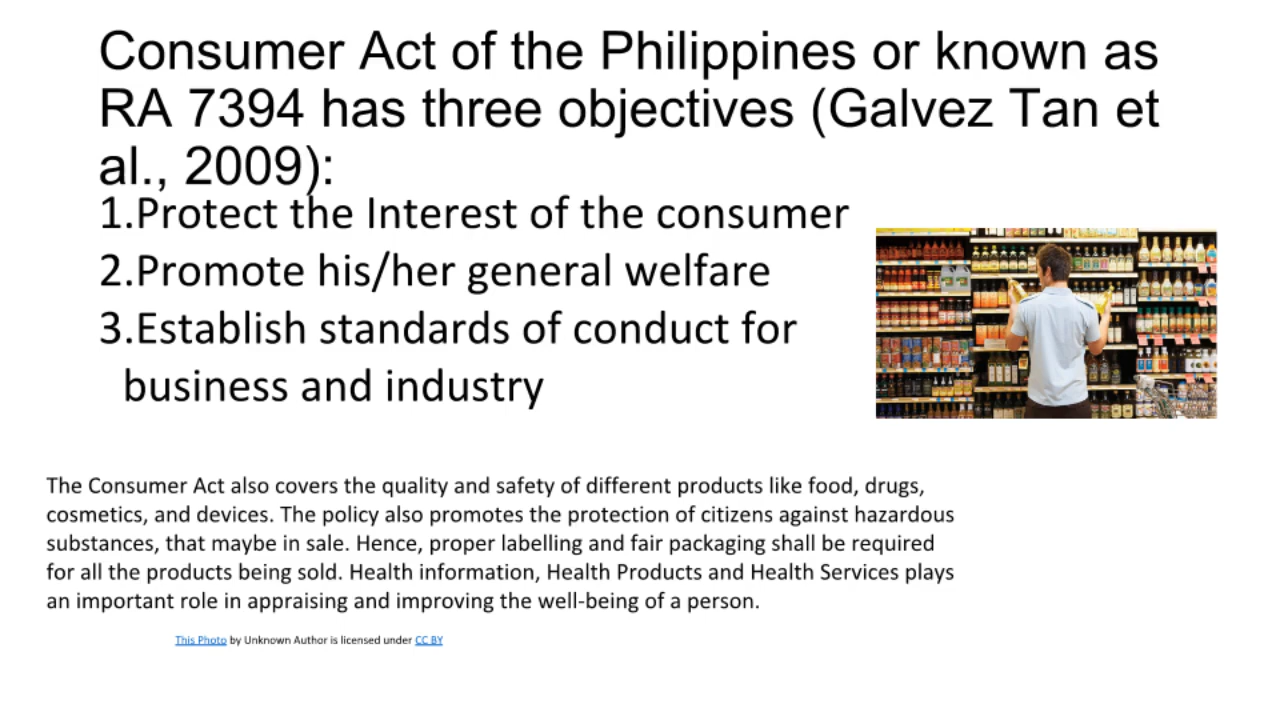 Consumer Act of the Philippines or known as
RA 7394 has three objectives (Galvez Tan et
al., 2009):
1.Protect the Interest of the consumer
2.Promote his/her general welfare
3.Establish standards of conduct for
business and industry
The Consumer Act also covers the quality and safety of different products like food, drugs,
cosmetics, and devices. The policy also promotes the protection of citizens against hazardous
substances, that maybe in sale. Hence, proper labelling and fair packaging shall be required
for all the products being sold. Health information, Health Products and Health Services plays
an important role in appraising and improving the well-being of a person.
This Photo by Unknown Author is licensed under CC BY